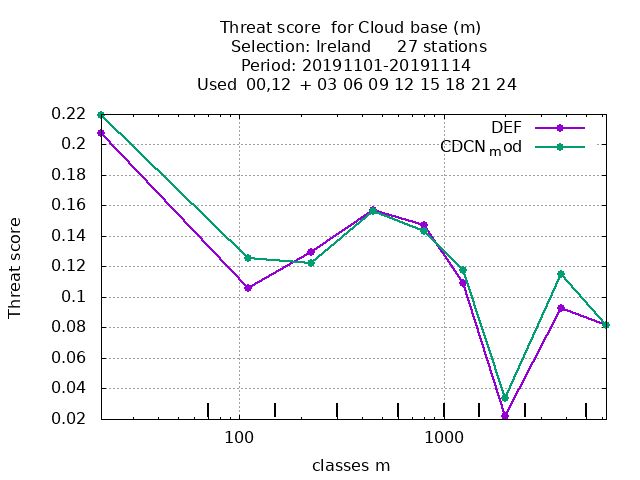 Threat score for Cloud base (m)
Selection: Ireland 27 stations
Period: 20191101-20191114
Used 00,12 + 03 06 09 12 15 18 21 24
DEF
CDCNmod
Threat score
0.22
0.2
0.18
0.16
0.14
0.12
0.1
0.08
0.06
0.04
0.02
100 1000
classes m